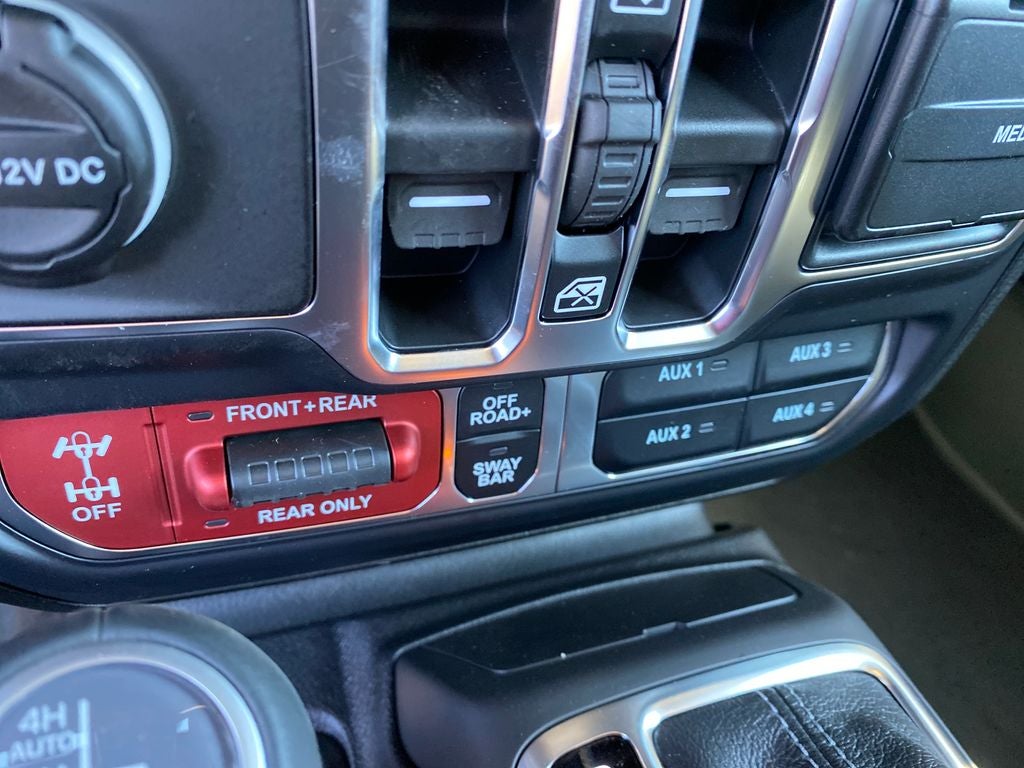 12V DC
MED
FRONT+REAR
REAR ONLY
OFF
OFF
ROAD+
SWAY
BAR
AUX 1
AUX 2
AUX 3
AUX 4
4H
AUTO